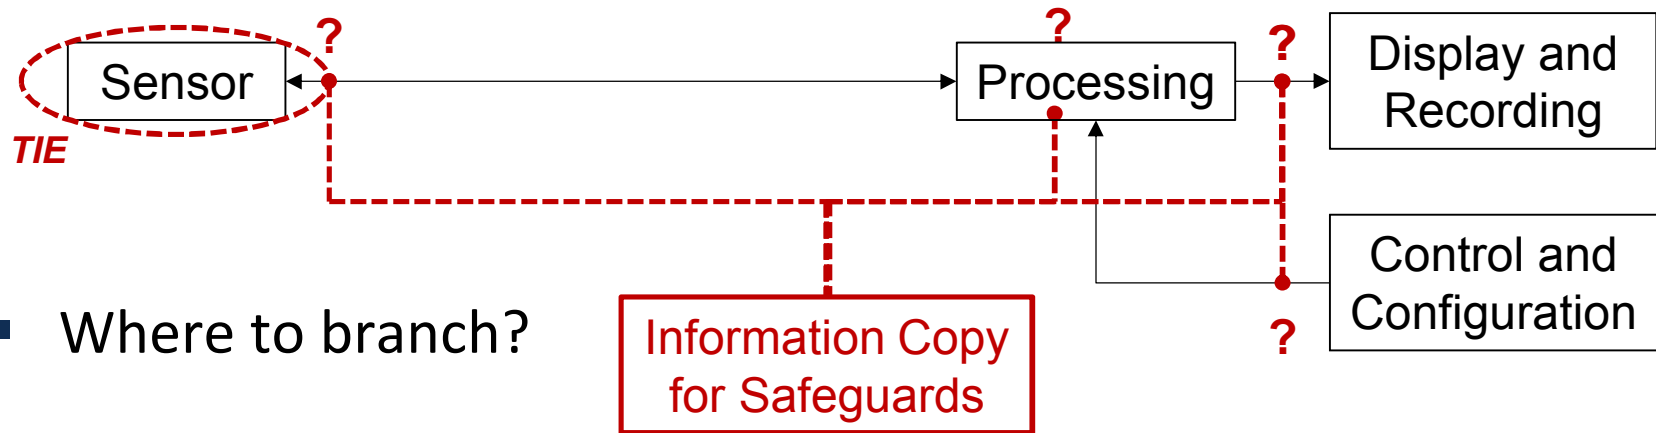 ?
?
?
Sensor
Processing
Display and
Recording
TIE
Control and
Configuration
?
▪ Where to branch?
Information Copy
for Safeguards